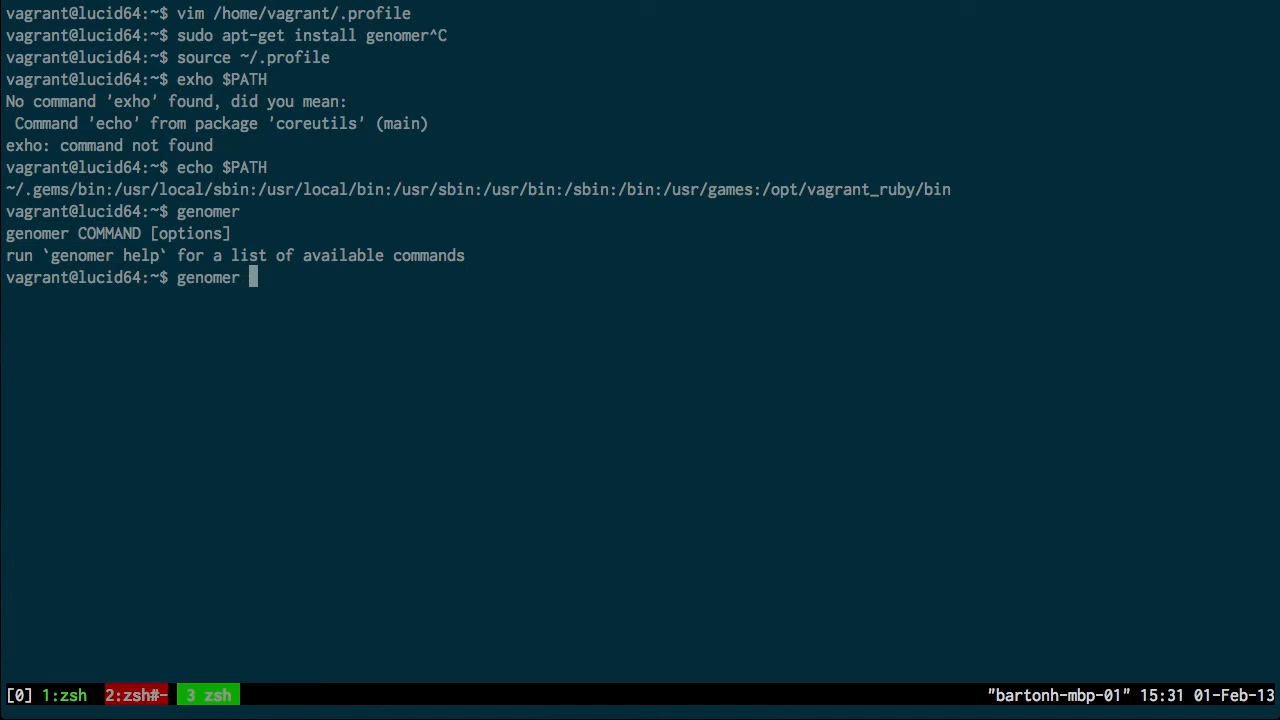 vagrant@lucid64:~$ vim /home/vagrant/.profile
vagrant@lucid64:~$ sudo apt-get install genomer^C
vagrant@lucid64:~$ source ~/.profile
vagrant@lucid64:~$ exho $PATH
No command 'exho' found, did you mean:
 Command 'echo' from package 'coreutils' (main)
exho: command not found
vagrant@lucid64:~$ echo $PATH
~/.gems/bin:/usr/local/sbin:/usr/local/bin:/usr/sbin:/usr/bin:/sbin:/bin:/usr/games:/opt/vagrant_ruby/bin
vagrant@lucid64:~$ genomer
genomer COMMAND [options]
run `genomer help` for a list of available commands
vagrant@lucid64:~$ genomer
[0] 1:zsh 2:zsh#- 3 zsh "bartonh-mbp-01" 15:31 01-Feb-13